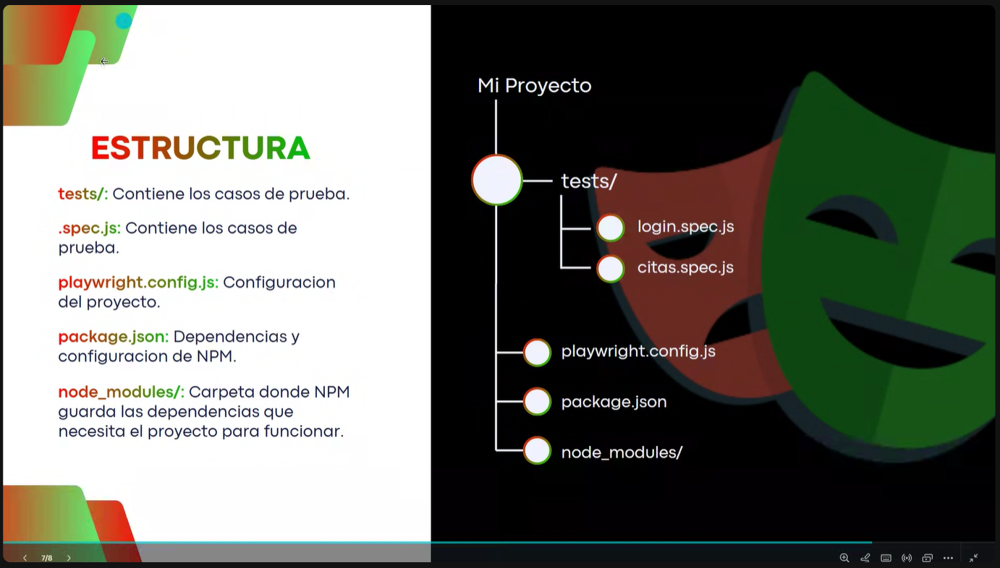 ESTRUCTURA
tests/: Contiene los casos de prueba.
.spec.js: Contiene los casos de
prueba.
playwright.config.js: Configuracion
del proyecto.
package.json: Dependencias y
configuracion de NPM.
node_modules/: Carpeta donde NPM
guarda las dependencias que
necesita el proyecto para funcionar.
Mi Proyecto
tests/
login.spec.js
citas.spec.js
playwright.config.js
package.json
node_modules/
7/8